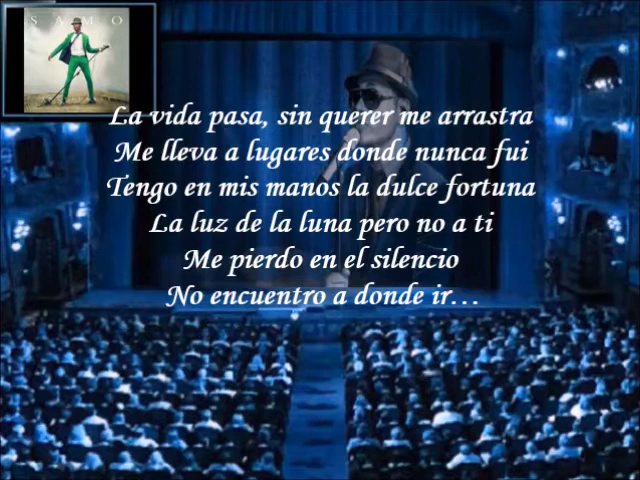 SAMO
La vida pasa, sin querer me arrastra
Me lleva a lugares donde nunca fui
Tengo en mis manos la dulce fortuna
La luz de la luna pero no a ti
Me pierdo en el silencio
No encuentro a donde ir…